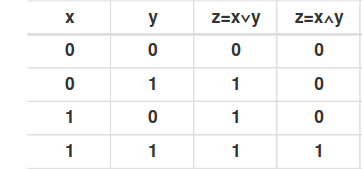 x y z=x∨y z=x∧y
0 0 0 0
0 1 1 0
1 0 1 0
1 1 1 1